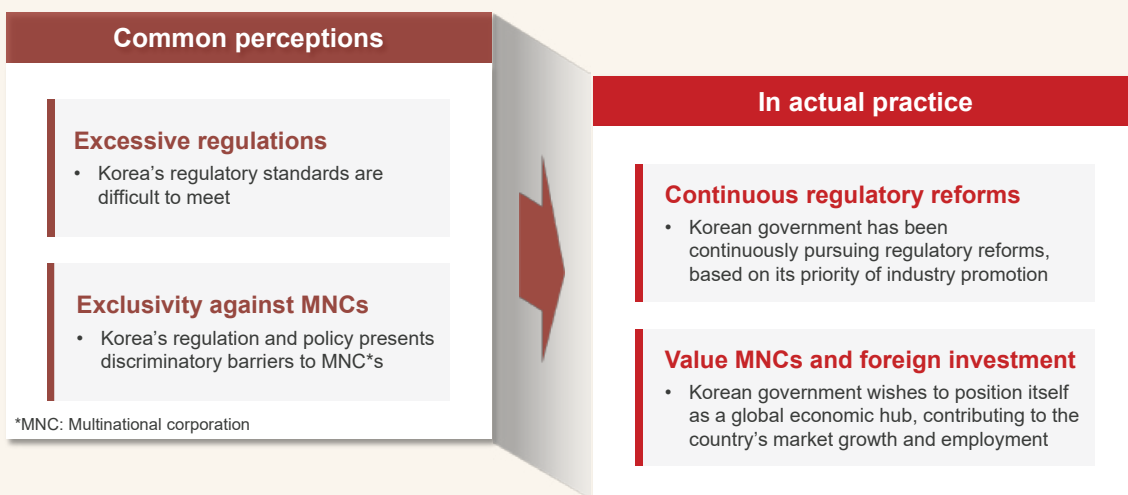 Common perceptions
Excessive regulations
• Korea's regulatory standards are
difficult to meet
Exclusivity against MNCs
• Korea's regulation and policy presents
discriminatory barriers to MNC*s
*MNC: Multinational corporation
In actual practice
Continuous regulatory reforms
• Korean government has been
continuously pursuing regulatory reforms,
based on its priority of industry promotion
Value MNCs and foreign investment
• Korean government wishes to position itself
as a global economic hub, contributing to the
country's market growth and employment